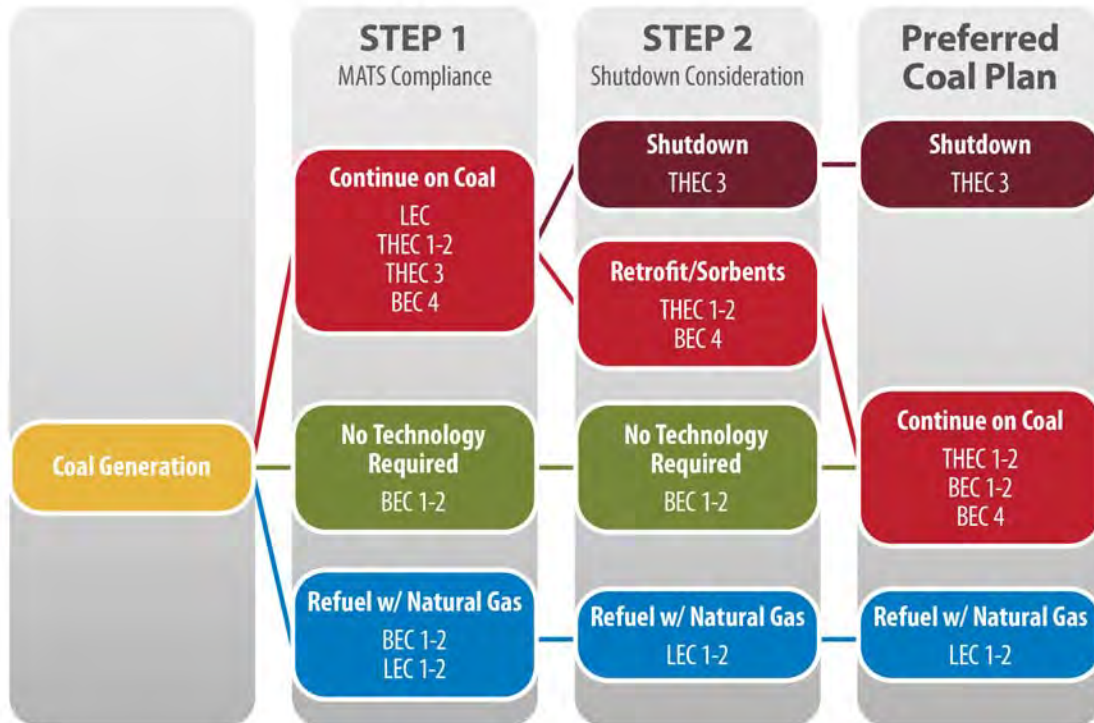 STEP 1
MATS Compliance
STEP 2
Shutdown Consideration
Preferred
Coal Plan
Coal Generation
Continue on Coal
LEC
THEC 1-2
THEC 3
BEC 4
No Technology
Required
BEC 1-2
Refuel w/ Natural Gas
BEC 1-2
LEC 1-2
Shutdown
THEC 3
Retrofit/Sorbents
THEC 1-2
BEC 4
No Technology
Required
BEC 1-2
Refuel w/ Natural Gas
LEC 1-2
Shutdown
THEC 3
Continue on Coal
THEC 1-2
BEC 1-2
BEC 4
Refuel w/ Natural Gas
LEC 1-2